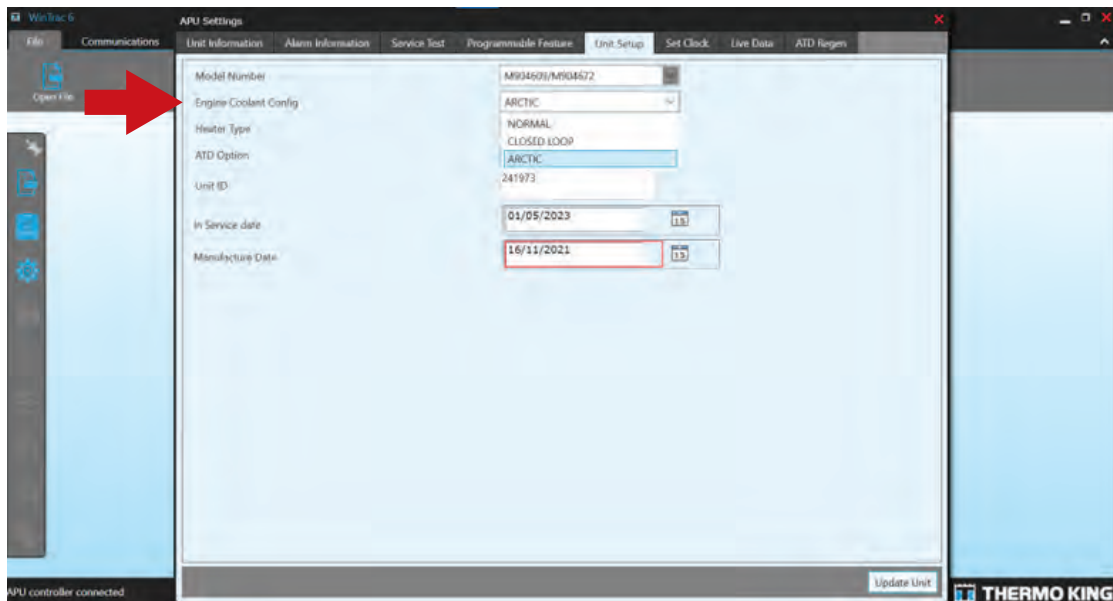 WinTrac 6
APU Settings
File Communications
Unit Information Alarm Information Service Test Programmable Feature Unit Setup Set Clock Live Data ATD Regen
Open File
Model Number M904609/M904672
Engine Coolant Config ARCTIC
NORMAL
Heater Type
CLOSED LOOP
ATD Option ARCTIC
Unit ID 241973
In Service date 01/05/2023 15
Manufacture Date 16/11/2021 15
Update Unit
APU controller connected
THERMO KING